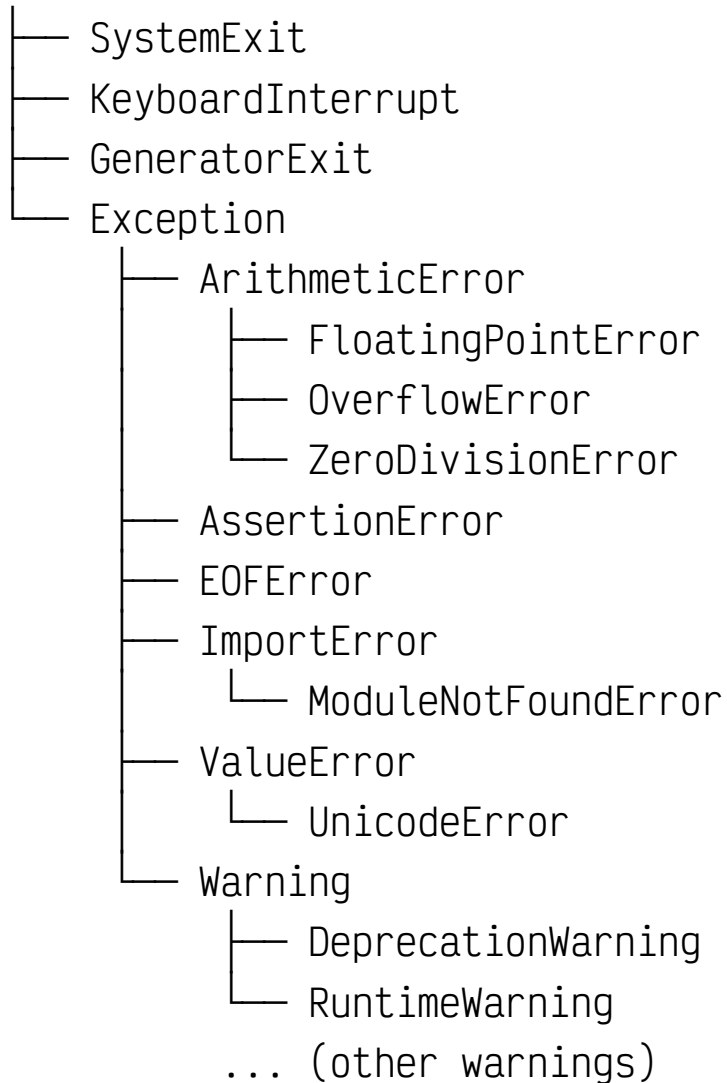 ├── SystemExit
├── KeyboardInterrupt
├── GeneratorExit
└── Exception
    ├── ArithmeticError
    │   ├── FloatingPointError
    │   ├── OverflowError
    │   └── ZeroDivisionError
    ├── AssertionError
    ├── EOFError
    ├── ImportError
    │   └── ModuleNotFoundError
    ├── ValueError
    │   └── UnicodeError
    └── Warning
        ├── DeprecationWarning
        └── RuntimeWarning
        ... (other warnings)